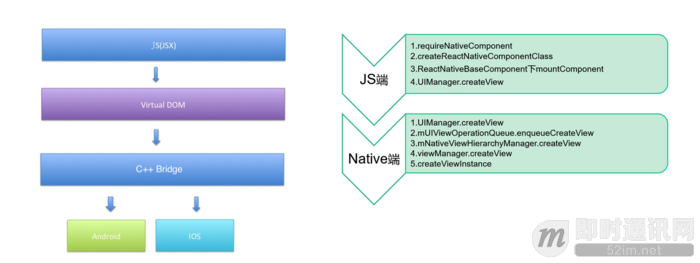 JS(JSX)
Virtual DOM
C++ Bridge
Android
IOS
JS端
1.requireNativeComponent
2.createReactNativeComponentClass
3.ReactNativeBaseComponent下mountComponent
4.UIManager.createView
Native端
1.UIManager.createView
2.mUIViewOperationQueue.enqueueCreateView
3.mNativeViewHierarchyManager.createView
4.viewManager.createView
5.createViewInstance
m 即时通讯网
52im.net